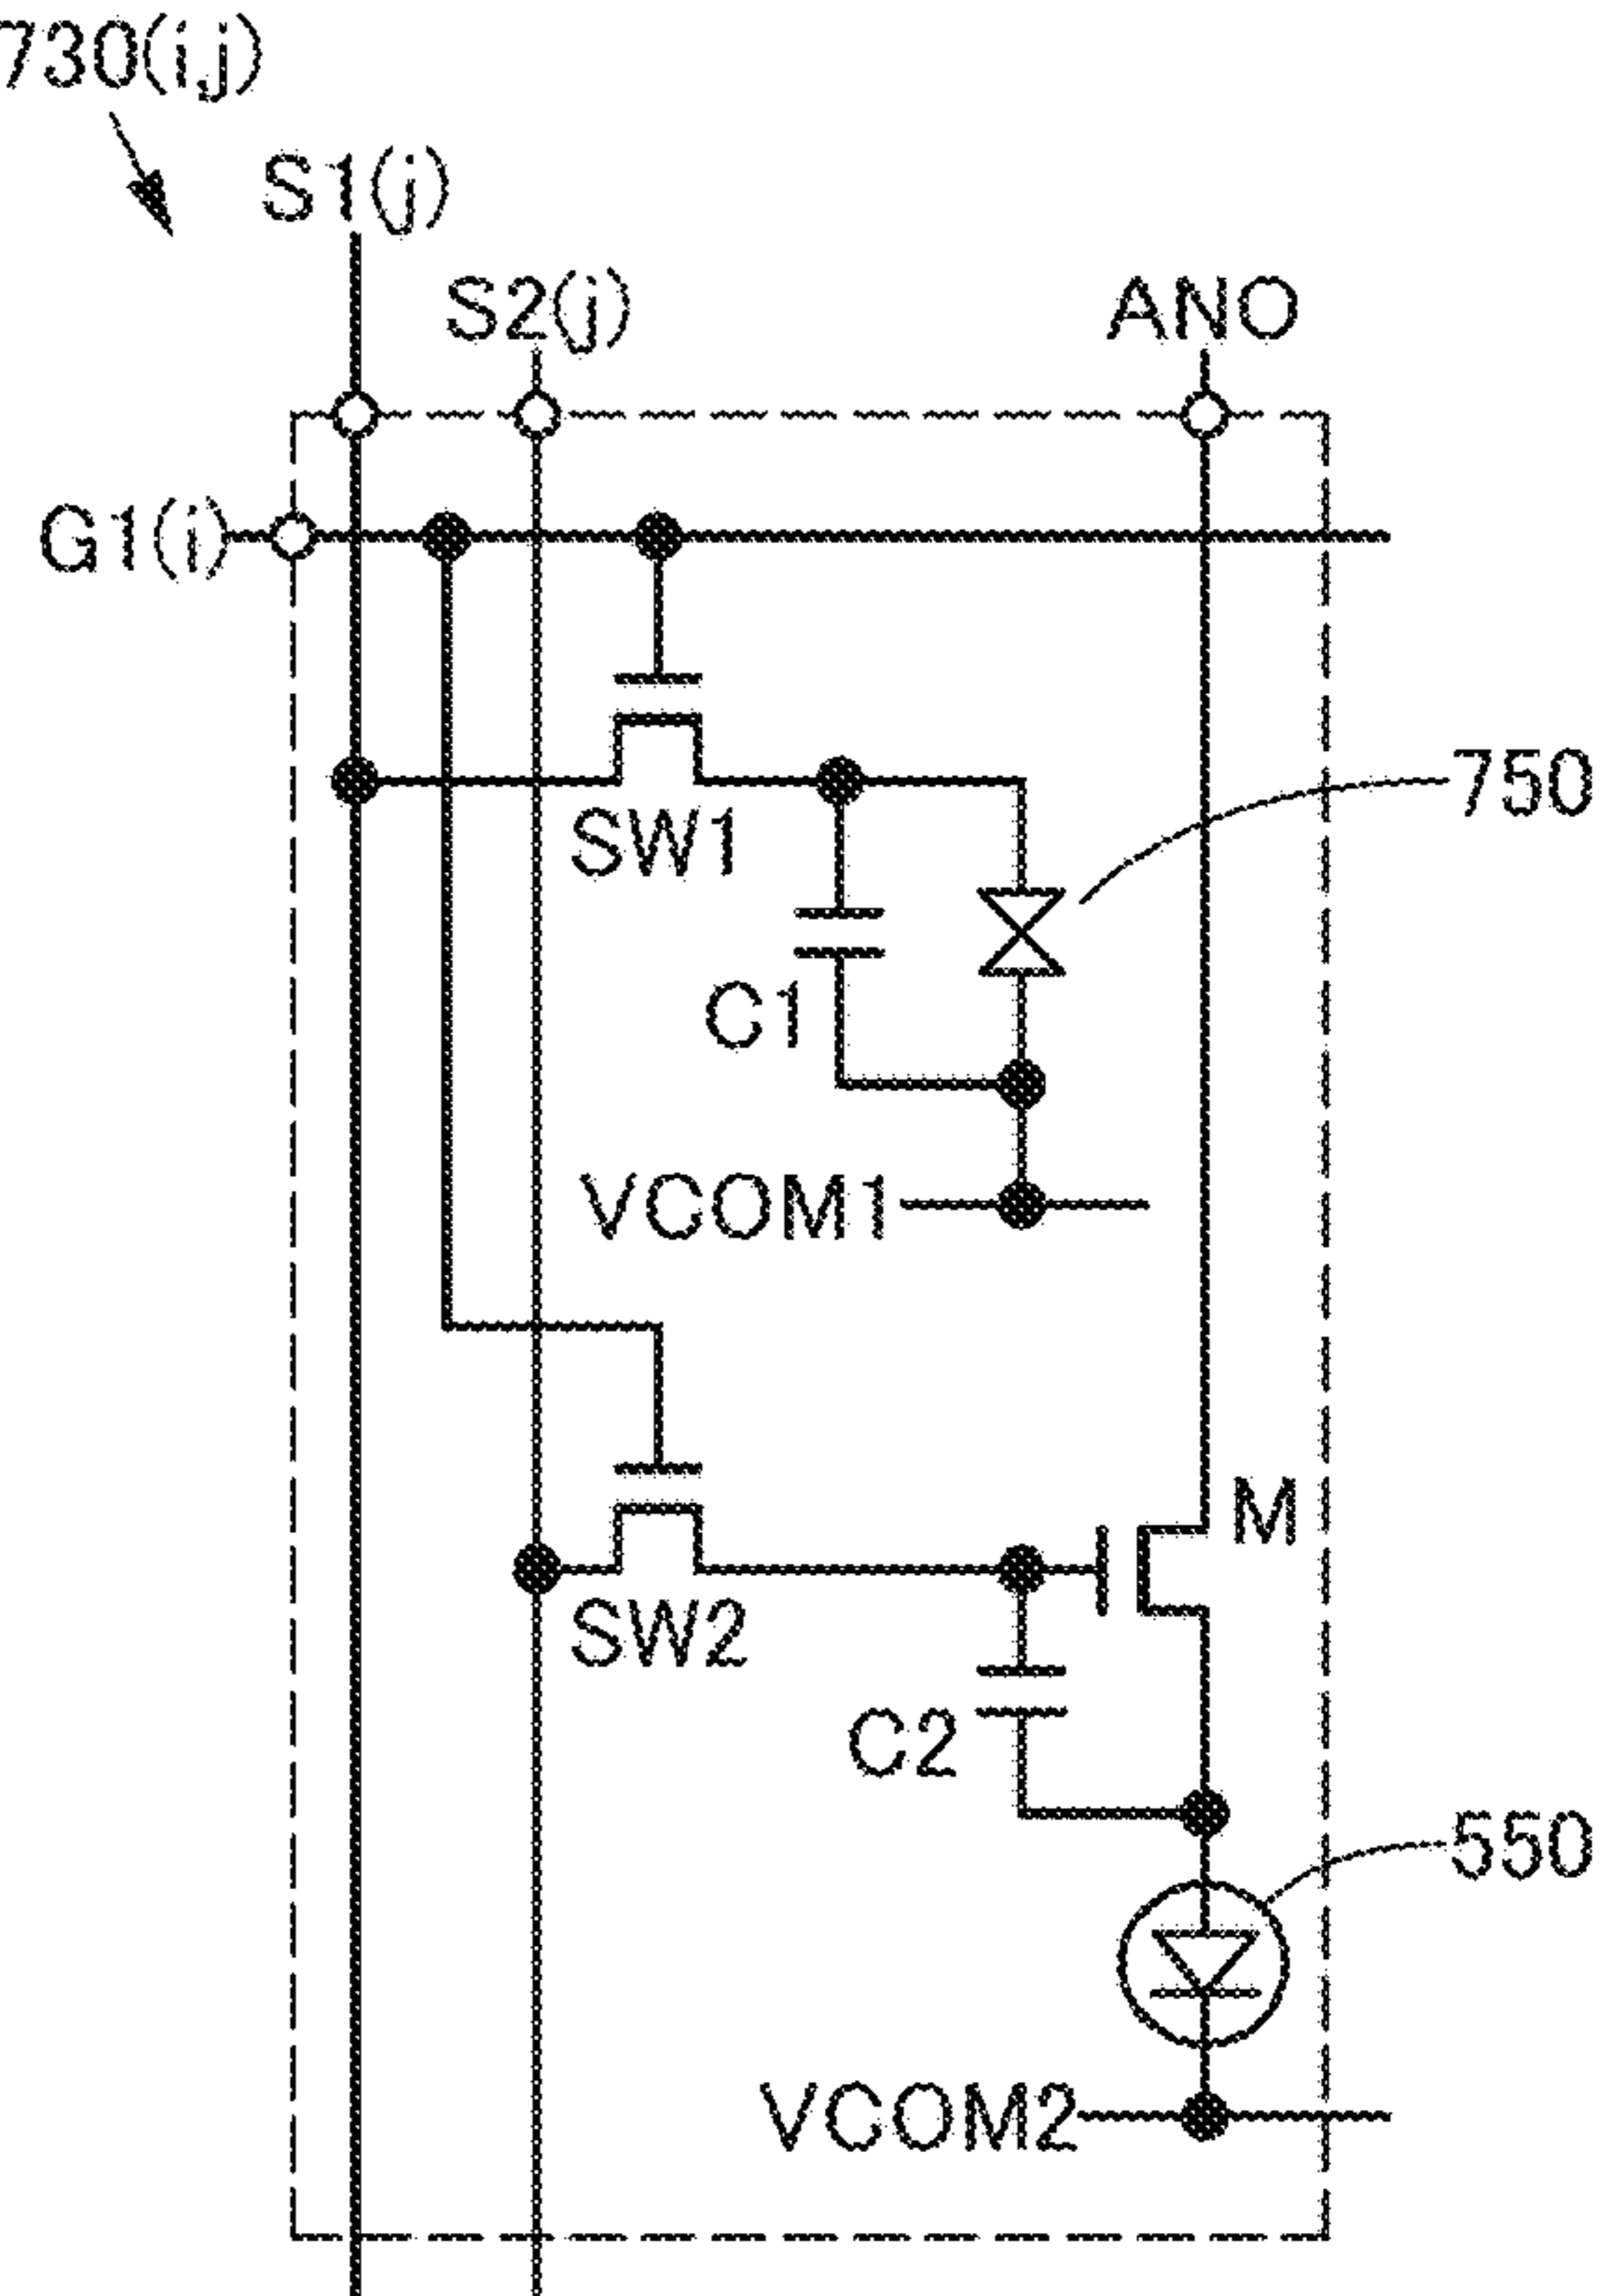 730(i,j)
S1(j)
S2(j)
ANO
G1(i)
SW1
750
C1
VCOM1
M
SW2
C2
550
VCOM2